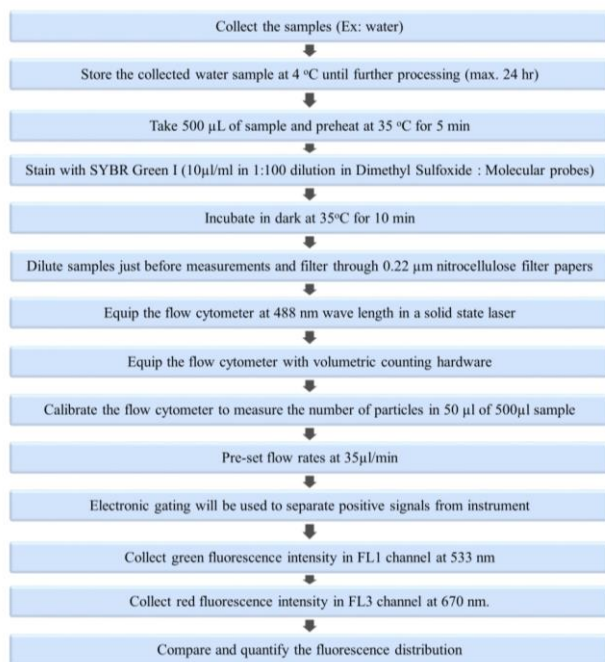 Collect the samples (Ex: water)
Store the collected water sample at 4 °C until further processing (max. 24 hr)
Take 500 µL of sample and preheat at 35 °C for 5 min
Stain with SYBR Green I (10µl/ml in 1:100 dilution in Dimethyl Sulfoxide : Molecular probes)
Incubate in dark at 35°C for 10 min
Dilute samples just before measurements and filter through 0.22 µm nitrocellulose filter papers
Equip the flow cytometer at 488 nm wave length in a solid state laser
Equip the flow cytometer with volumetric counting hardware
Calibrate the flow cytometer to measure the number of particles in 50 µl of 500µl sample
Pre-set flow rates at 35µl/min
Electronic gating will be used to separate positive signals from instrument
Collect green fluorescence intensity in FL1 channel at 533 nm
Collect red fluorescence intensity in FL3 channel at 670 nm.
Compare and quantify the fluorescence distribution